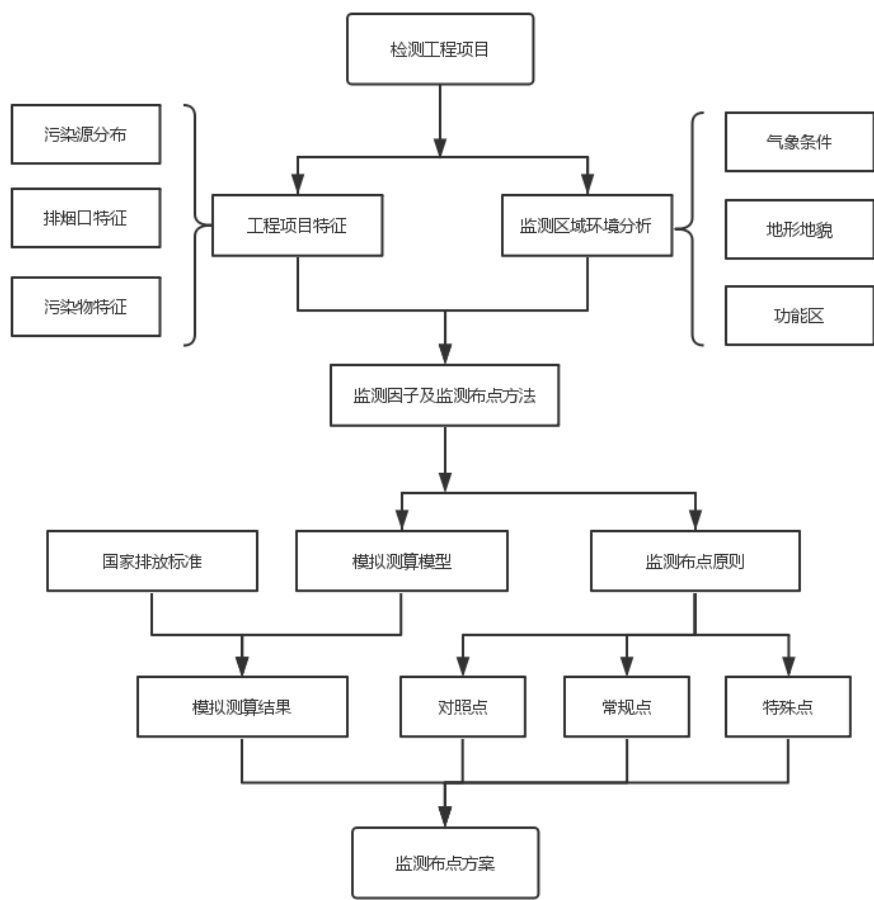 检测工程项目
污染源分布
气象条件
排烟口特征
工程项目特征
监测区域环境分析
地形地貌
污染物特征
功能区
监测因子及监测布点方法
国家排放标准
模拟测算模型
监测布点原则
模拟测算结果
对照点
常规点
特殊点
监测布点方案